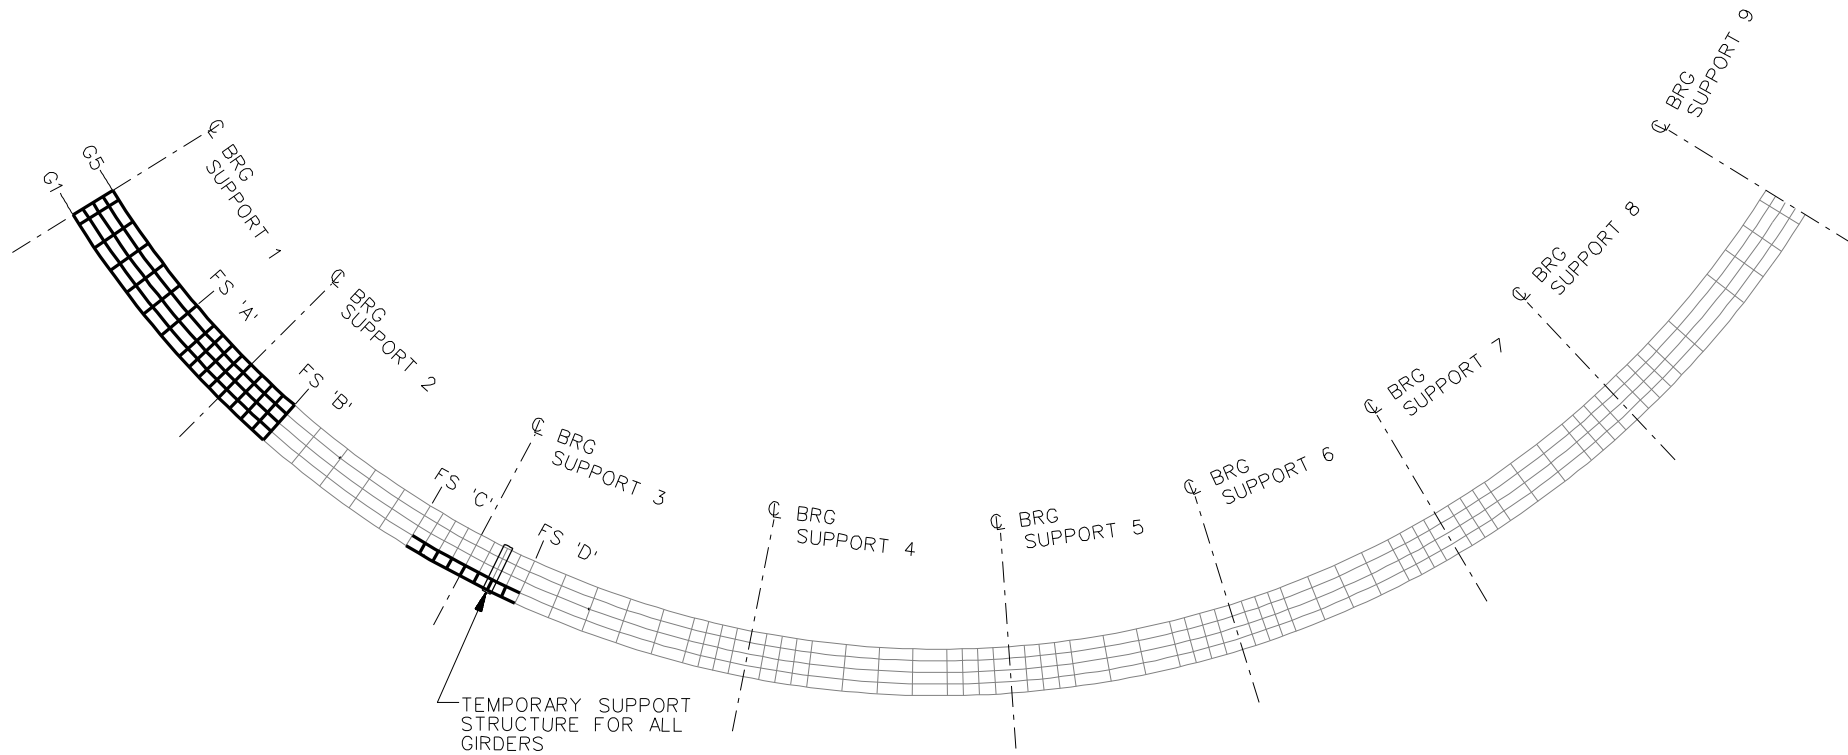 G1
G5
℄ BRG
SUPPORT 1
FS 'A'
℄ BRG
SUPPORT 2
FS 'B'
℄ BRG
SUPPORT 3
FS 'C'
FS 'D'
℄ BRG
SUPPORT 4
℄ BRG
SUPPORT 5
℄ BRG
SUPPORT 6
℄ BRG
SUPPORT 7
℄ BRG
SUPPORT 8
℄ BRG
SUPPORT 9
TEMPORARY SUPPORT
STRUCTURE FOR ALL
GIRDERS